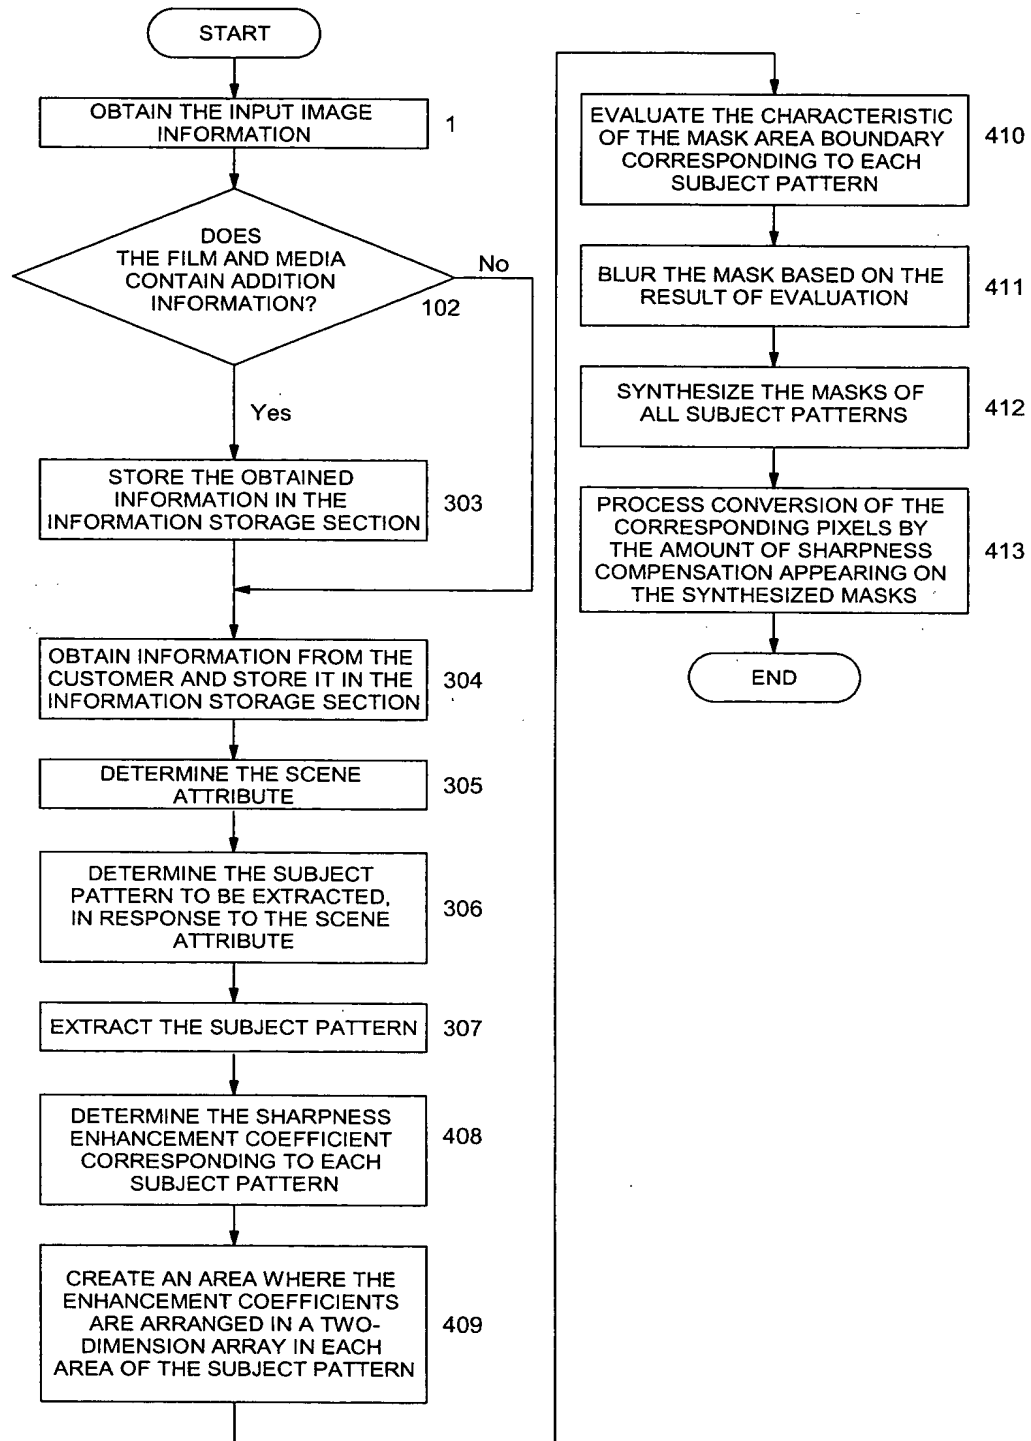 START
OBTAIN THE INPUT IMAGE
INFORMATION
1
DOES
THE FILM AND MEDIA
CONTAIN ADDITION
INFORMATION?
No
102
Yes
STORE THE OBTAINED
INFORMATION IN THE
INFORMATION STORAGE SECTION
303
OBTAIN INFORMATION FROM THE
CUSTOMER AND STORE IT IN THE
INFORMATION STORAGE SECTION
304
DETERMINE THE SCENE
ATTRIBUTE
305
DETERMINE THE SUBJECT
PATTERN TO BE EXTRACTED,
IN RESPONSE TO THE SCENE
ATTRIBUTE
306
EXTRACT THE SUBJECT PATTERN
307
DETERMINE THE SHARPNESS
ENHANCEMENT COEFFICIENT
CORRESPONDING TO EACH
SUBJECT PATTERN
408
CREATE AN AREA WHERE THE
ENHANCEMENT COEFFICIENTS
ARE ARRANGED IN A TWO-
DIMENSION ARRAY IN EACH
AREA OF THE SUBJECT PATTERN
409
EVALUATE THE CHARACTERISTIC
OF THE MASK AREA BOUNDARY
CORRESPONDING TO EACH
SUBJECT PATTERN
410
BLUR THE MASK BASED ON THE
RESULT OF EVALUATION
411
SYNTHESIZE THE MASKS OF
ALL SUBJECT PATTERNS
412
PROCESS CONVERSION OF THE
CORRESPONDING PIXELS BY
THE AMOUNT OF SHARPNESS
COMPENSATION APPEARING ON
THE SYNTHESIZED MASKS
413
END